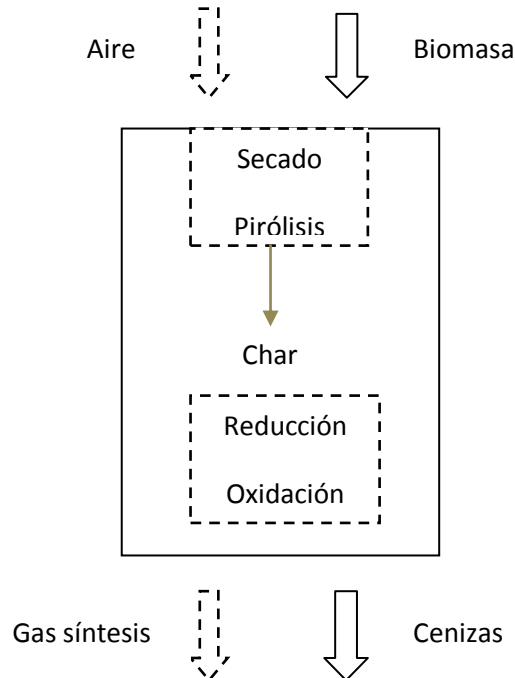 Aire
Biomasa
Secado
Pirólisis
Char
Reducción
Oxidación
Gas síntesis
Cenizas